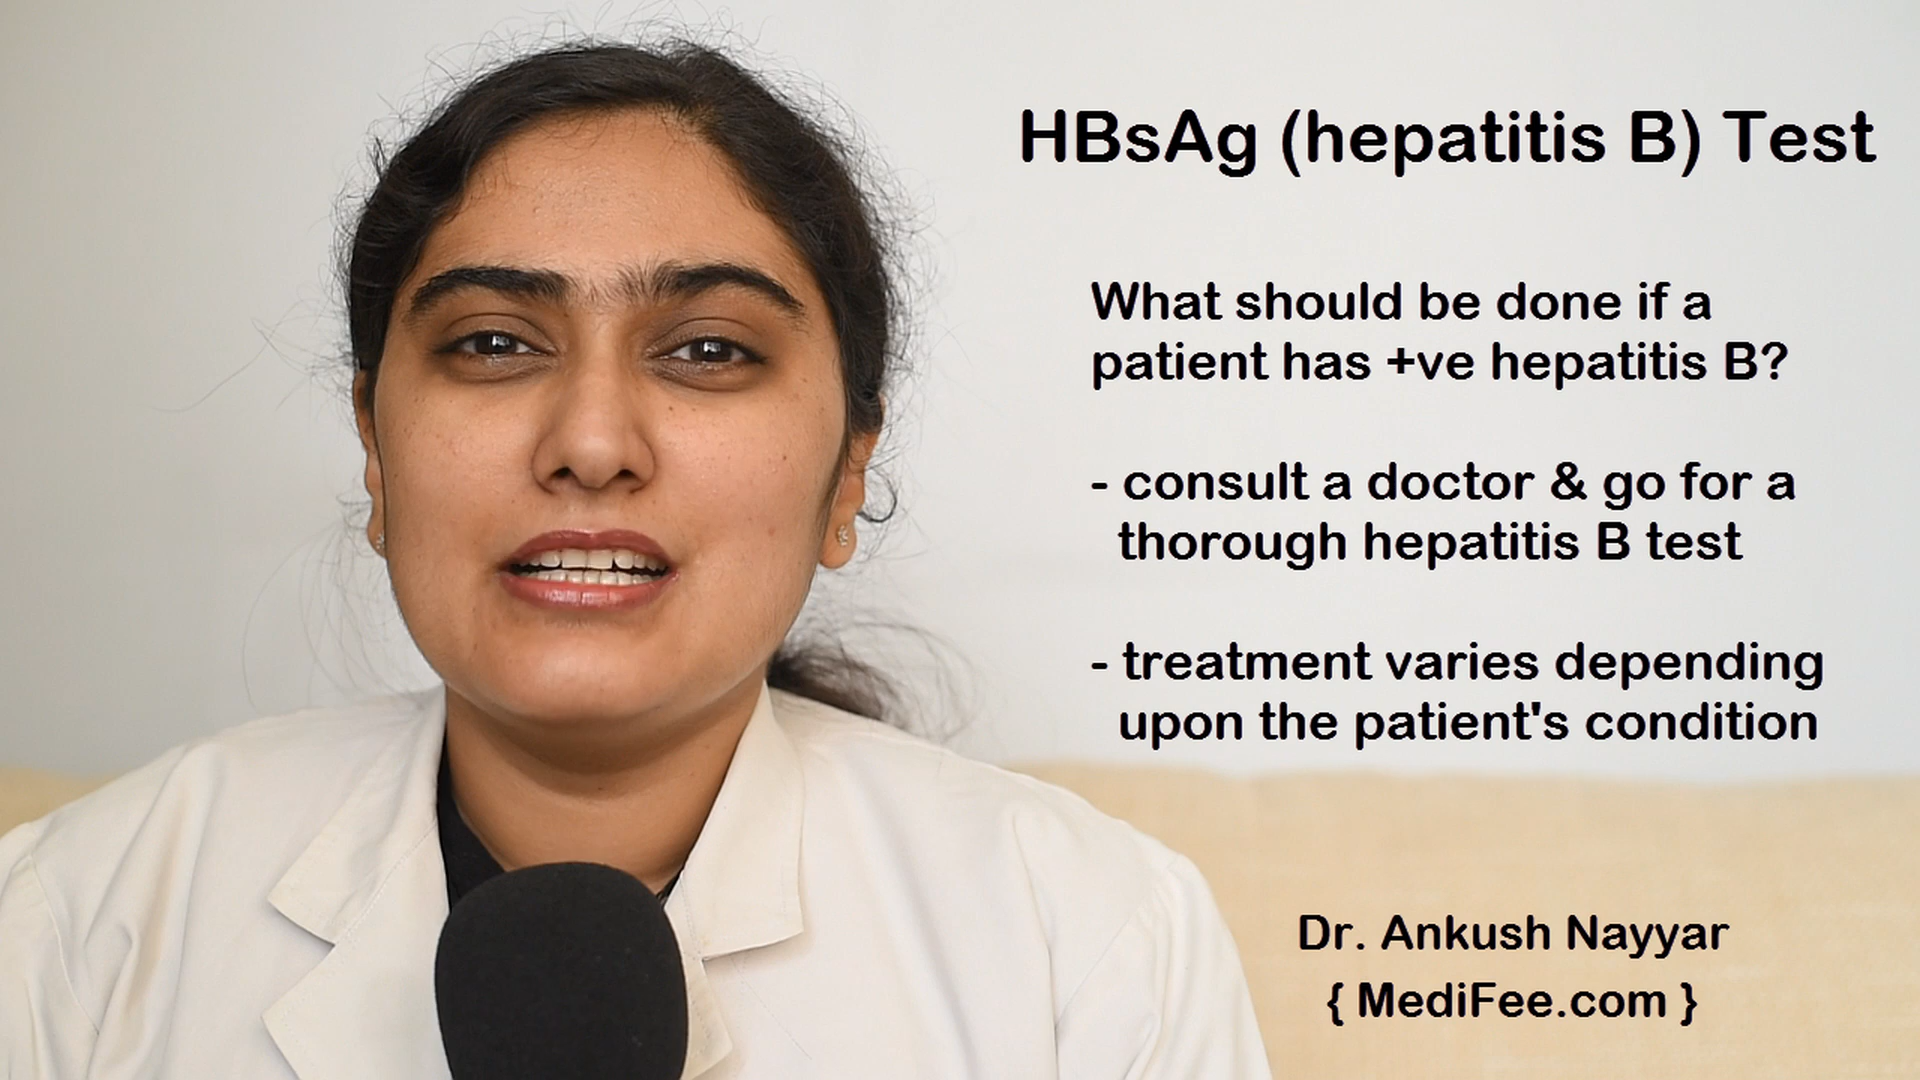 HBsAg (hepatitis B) Test
What should be done if a
patient has +ve hepatitis B?
- consult a doctor & go for a
thorough hepatitis B test
- treatment varies depending
upon the patient's condition
Dr. Ankush Nayyar
{ MediFee.com }